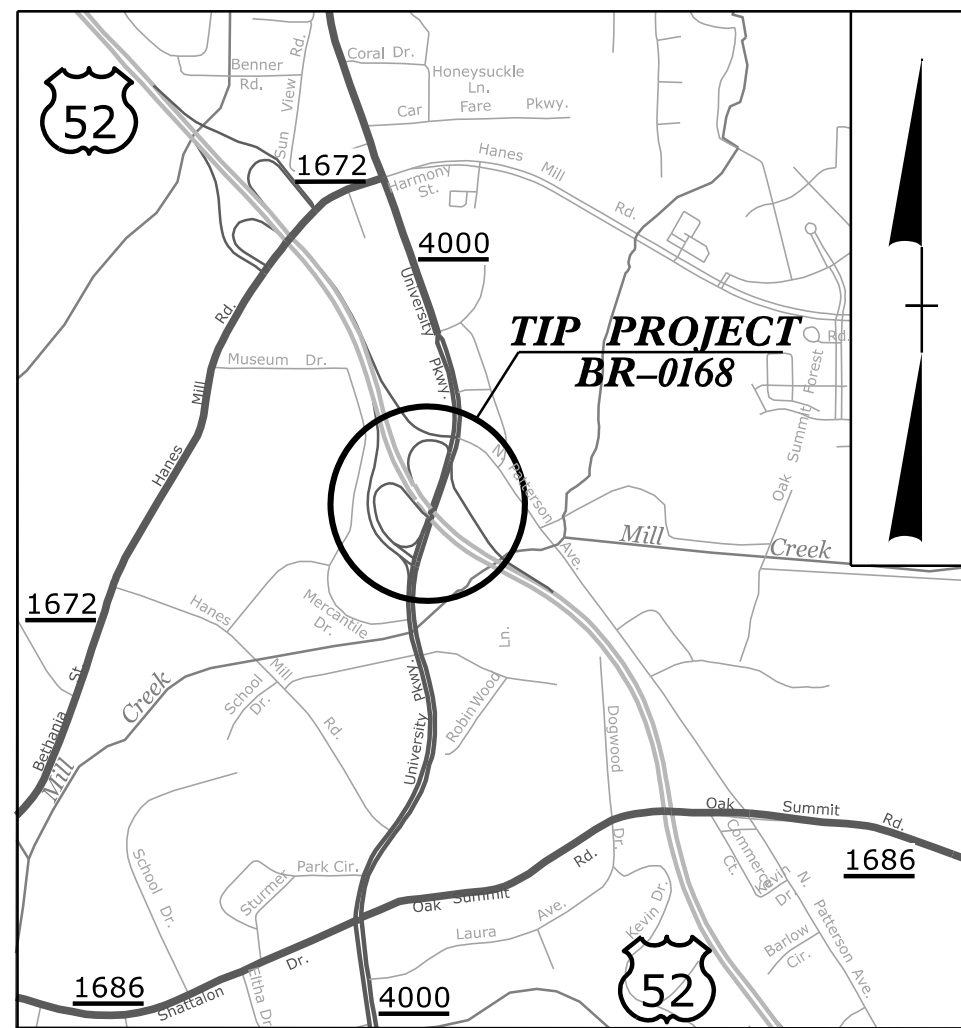 52
Benner
Rd.
Sun View Rd.
Coral Dr.
Honeysuckle
Ln.
Car Fare Pkwy.
1672
Harmony
St.
Hanes Mill Rd.
4000
University Pkwy.
TIP PROJECT
BR-0168
Rd.
Museum Dr.
Hanes Mill Rd.
Oak Summit Forest
N. Patterson Ave.
Mill Creek
1672
Mercantile
Dr.
Hanes Mill Rd.
Ln.
Robin Wood
School
Dr.
University Pkwy.
Mill Creek
Bethania St
Dogwood Dr.
Oak Summit Rd.
1686
Commerce
Ct.
Kevin
Dr.
N. Patterson Ave.
School Dr.
Park Cir.
Sturmer
Oak Summit Rd.
Laura Ave.
Kevin Dr.
Barlow
Cir.
Eltha Dr.
Shattalon Dr.
1686
4000
52